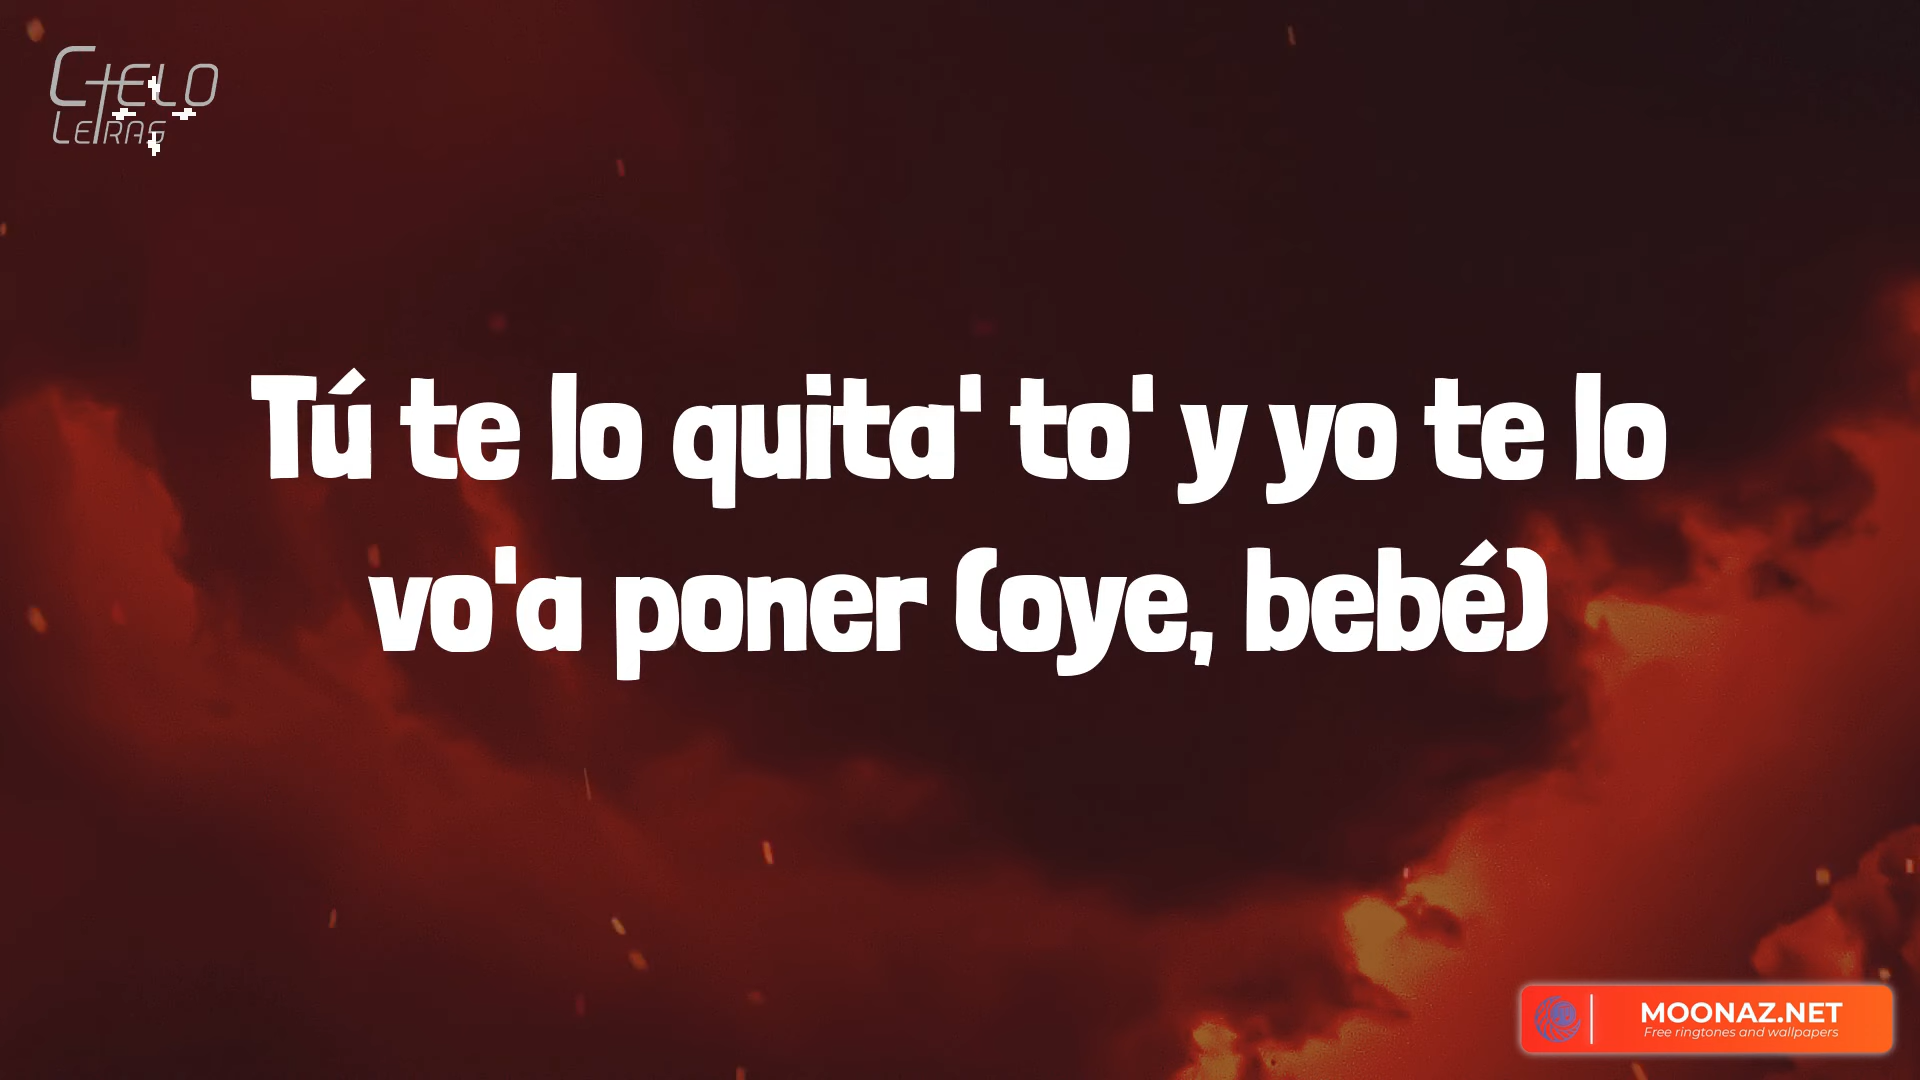 CIELO
LETRAS
Tú te lo quita' to' y yo te lo
vo'a poner (oye, bebé)
MOONAZ.NET
Free ringtones and wallpapers